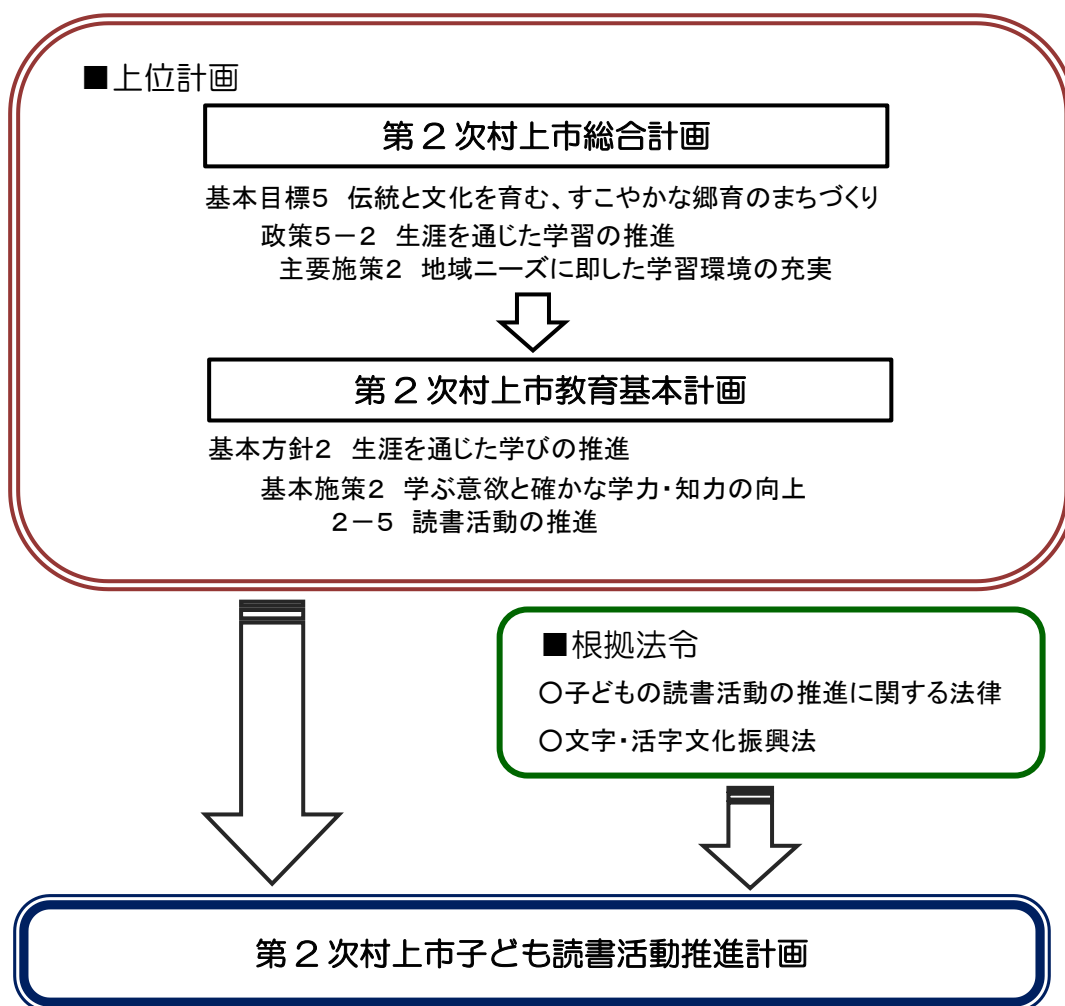 ■上位計画
第２次村上市総合計画
基本目標５ 伝統と文化を育む、すこやかな郷育のまちづくり
政策５－２ 生涯を通じた学習の推進
主要施策２ 地域ニーズに即した学習環境の充実
第２次村上市教育基本計画
基本方針２ 生涯を通じた学びの推進
基本施策２ 学ぶ意欲と確かな学力・知力の向上
２－５ 読書活動の推進
■根拠法令
○子どもの読書活動の推進に関する法律
○文字・活字文化振興法
第２次村上市子ども読書活動推進計画